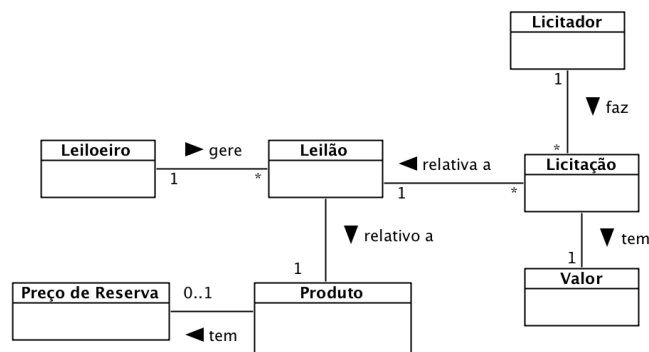 Licitador
1
faz
*
Leiloeiro
gere
1
*
Leilão
relativa a
1
*
Licitação
relativo a
1
tem
1
Valor
Preço de Reserva
0..1
tem
Produto